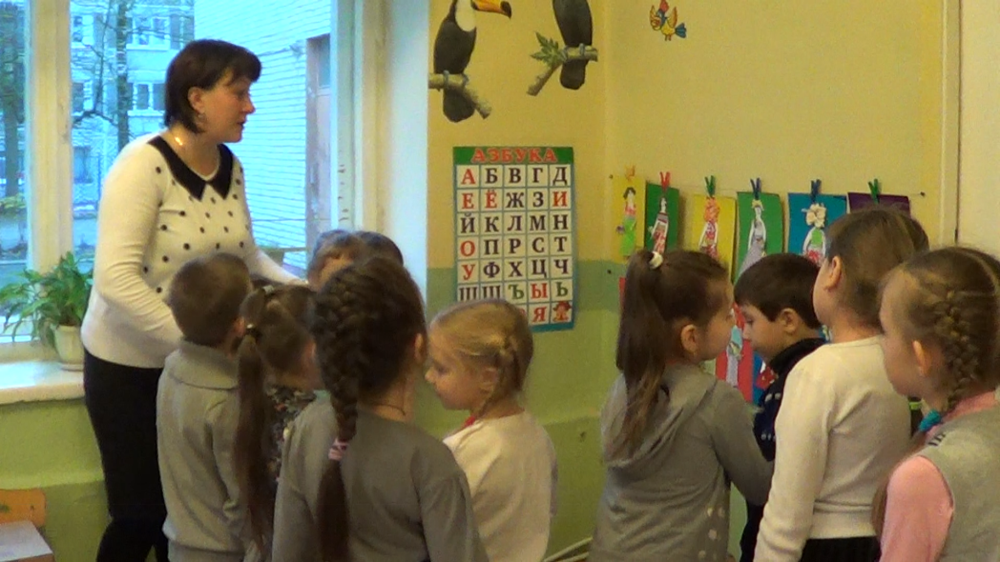 АЗБУКА
А Б В Г Д
Е Ё Ж З И
Й К Л М Н
О П Р С Т
У Ф Х Ц Ч
Ш Щ Ъ Ы Ь
Я